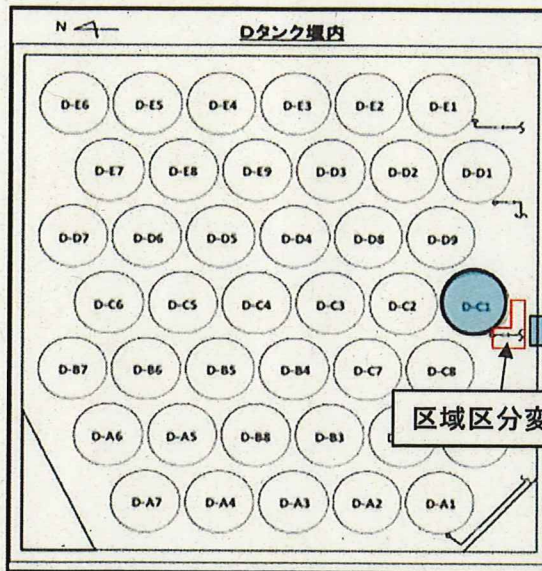 N
Dタンク堰内
D-E6 D-E5 D-E4 D-E3 D-E2 D-E1
D-E7 D-E8 D-E9 D-D3 D-D2 D-D1
D-D7 D-D6 D-D5 D-D4 D-D8 D-D9
D-C6 D-C5 D-C4 D-C3 D-C2 D-C1
D-B7 D-B6 D-B5 D-B4 D-C7 D-C8
区域区分変
D-A6 D-A5 D-B8 D-B3
D-A7 D-A4 D-A3 D-A2 D-A1